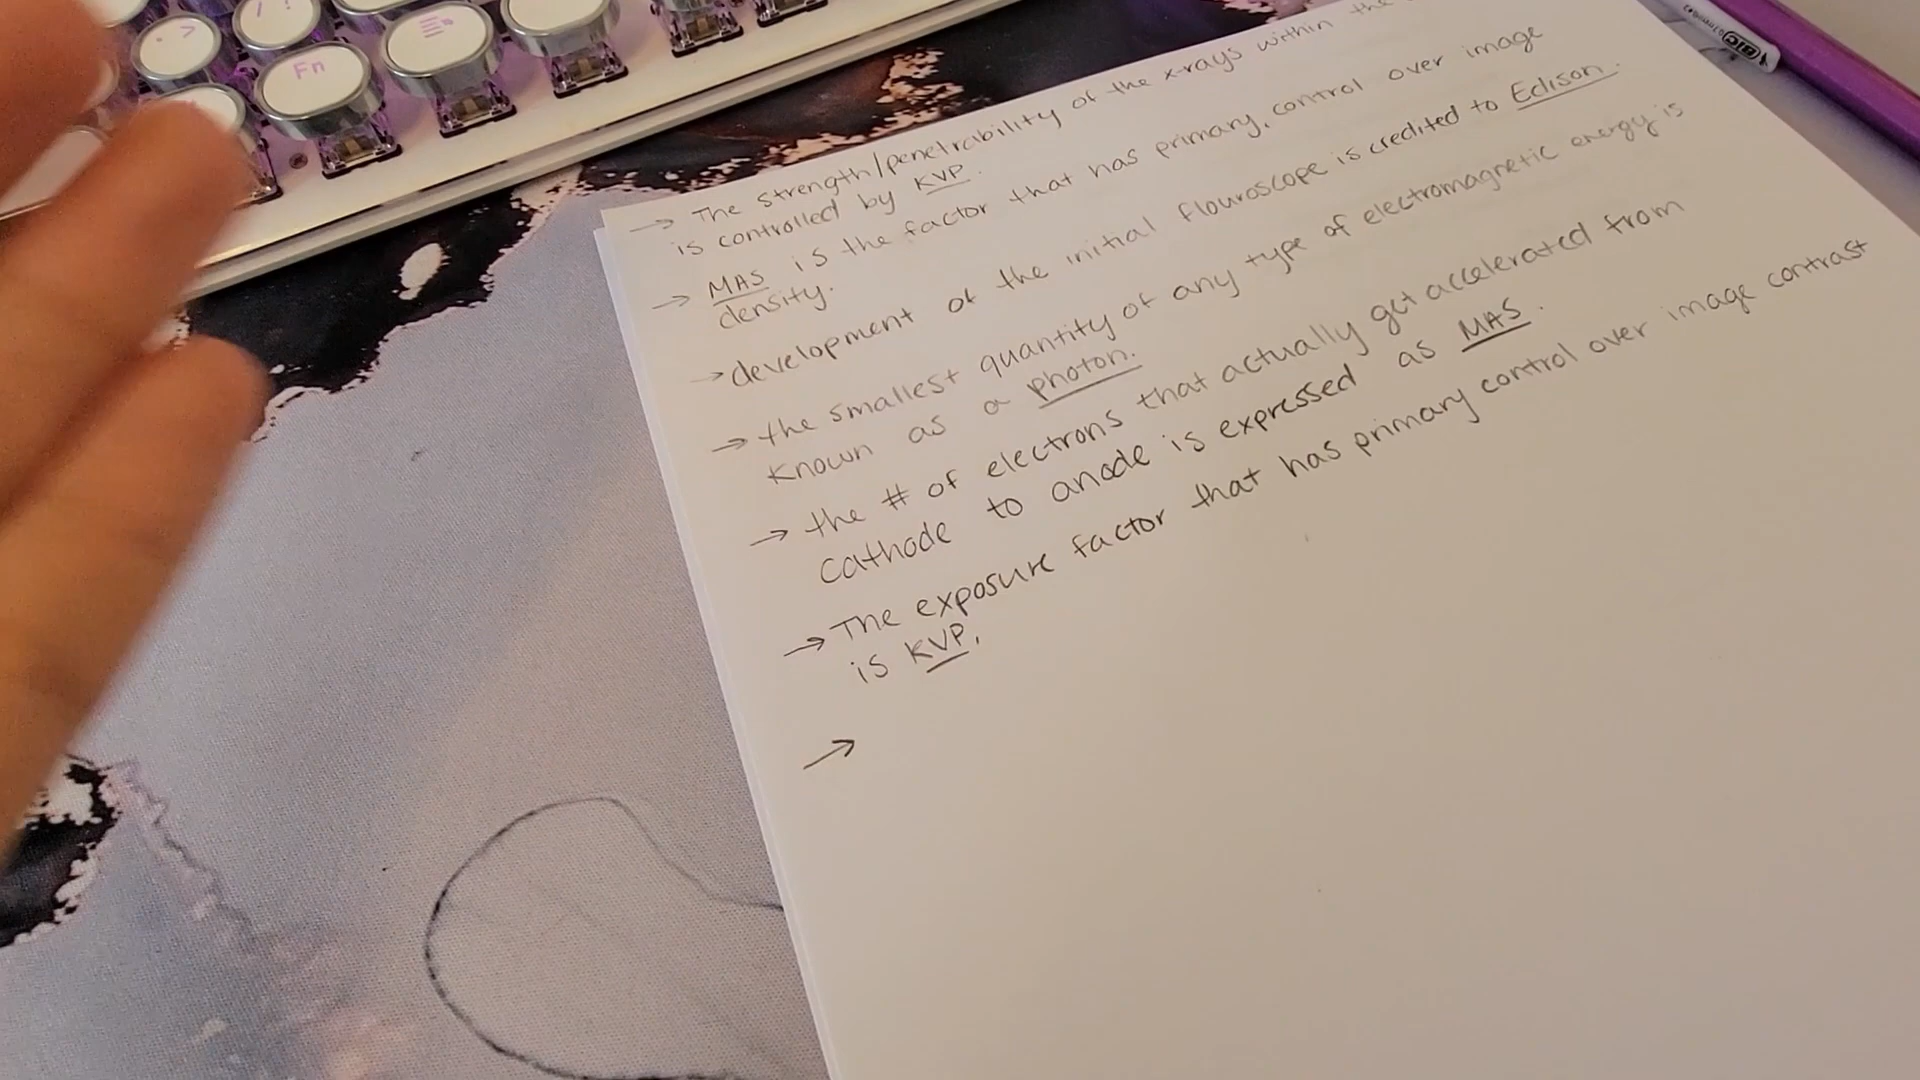 Fn
BIC
→ The strength/penetrability of the x-rays within the
is controlled by KVP.
→ MAS is the factor that has primary control over image
density.
→ development of the initial flouroscope is credited to Edison.
→ the smallest quantity of any type of electromagnetic energy is
known as a photon.
→ the # of electrons that actually get accelerated from
cathode to anode is expressed as MAS.
→ The exposure factor that has primary control over image contrast
is KVP.
→